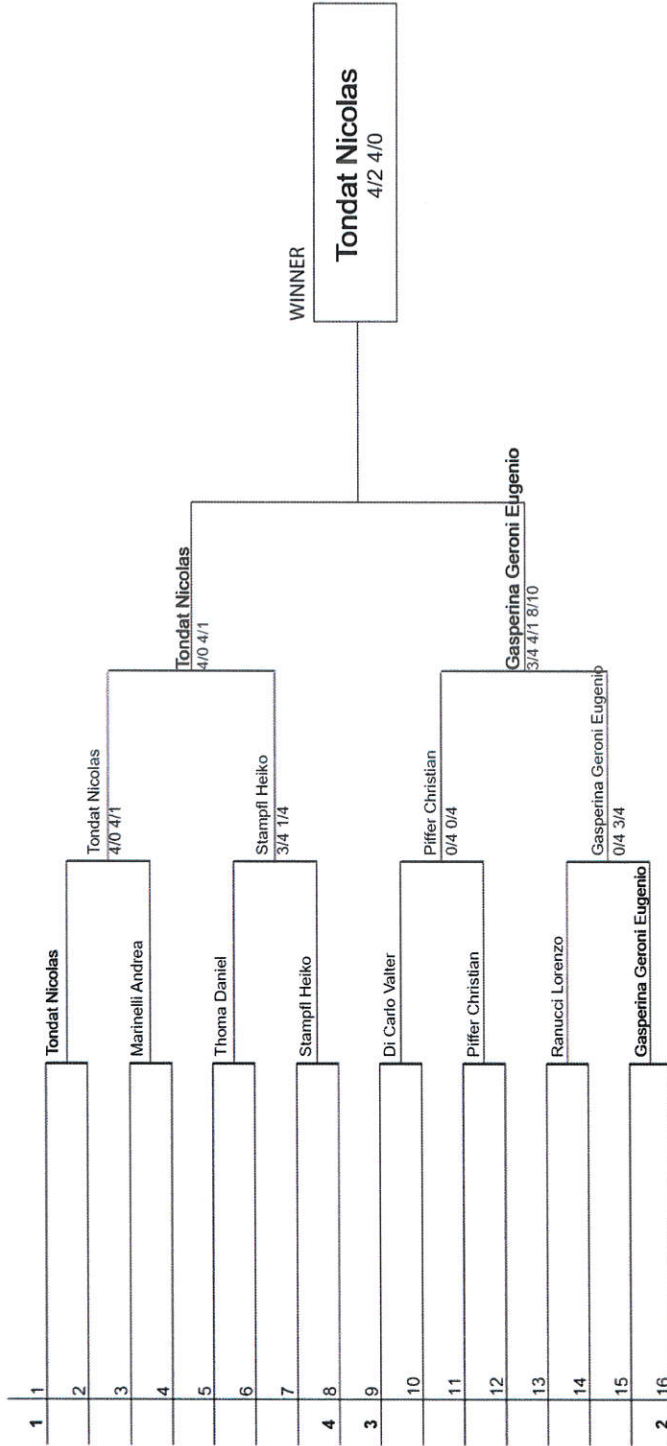 1 1
2
3
4
5
6
7
4 8
3 9
10
11
12
13
14
15
2 16
Tondat Nicolas
Marinelli Andrea
Thoma Daniel
Stampfl Heiko
Di Carlo Valter
Piffer Christian
Ranucci Lorenzo
Gasperina Geroni Eugenio
Tondat Nicolas
4/0 4/1
Stampfl Heiko
3/4 1/4
Piffer Christian
0/4 0/4
Gasperina Geroni Eugenio
0/4 3/4
Tondat Nicolas
4/0 4/1
Gasperina Geroni Eugenio
3/4 4/1 8/10
WINNER
Tondat Nicolas
4/2 4/0